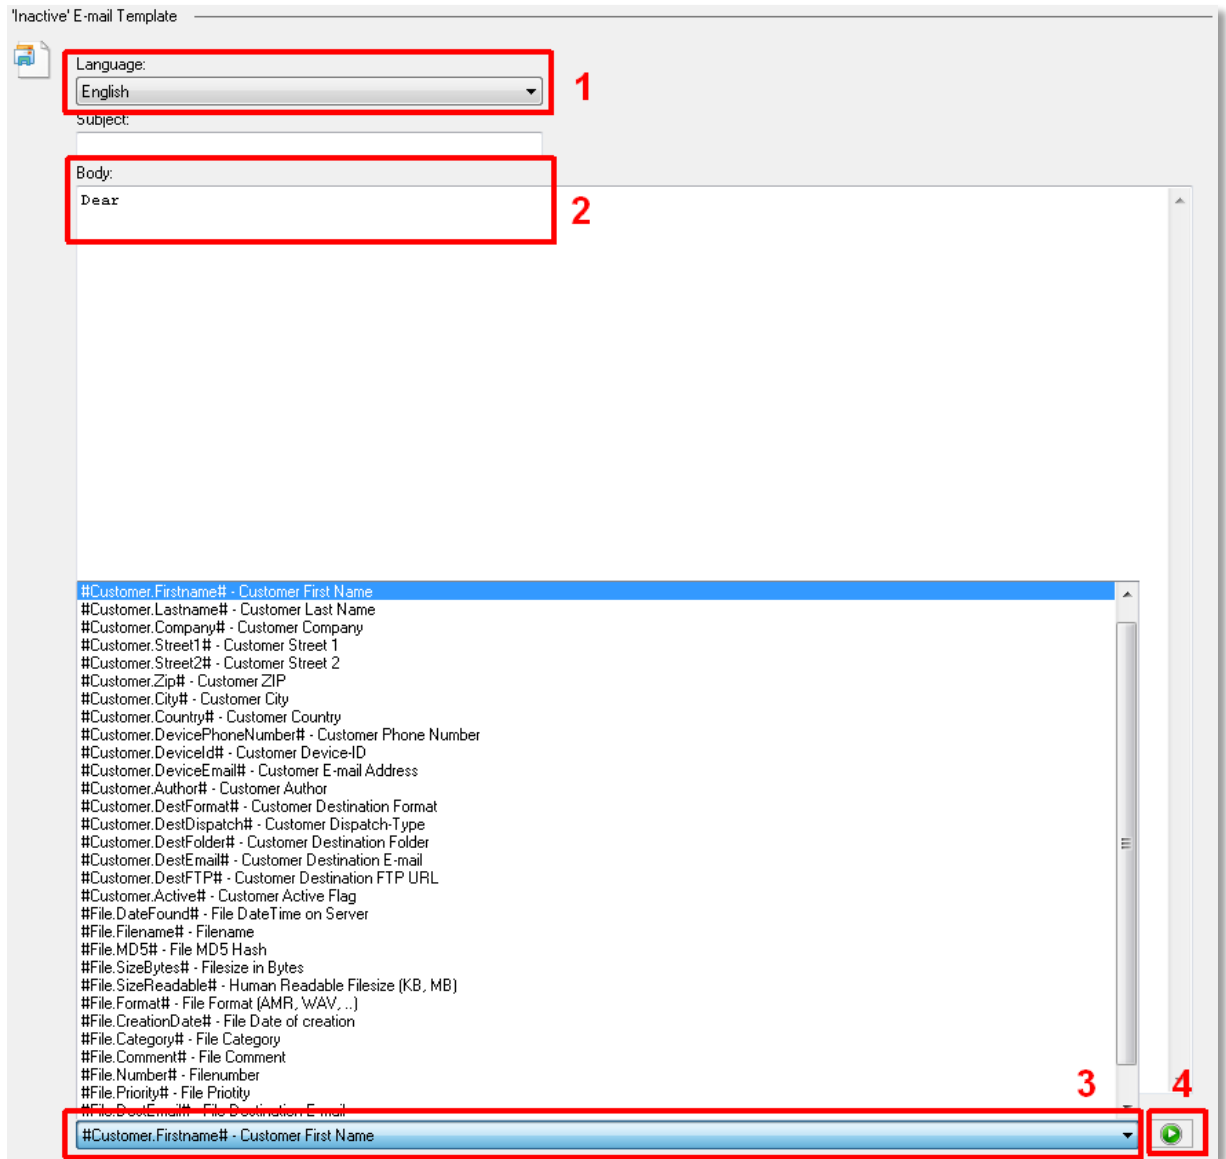 'Inactive' E-mail Template
Language:
English
1
Subject:
Body:
Dear
2
#Customer.Firstname# - Customer First Name
#Customer.Lastname# - Customer Last Name
#Customer.Company# - Customer Company
#Customer.Street1# - Customer Street 1
#Customer.Street2# - Customer Street 2
#Customer.Zip# - Customer ZIP
#Customer.City# - Customer City
#Customer.Country# - Customer Country
#Customer.DevicePhoneNumber# - Customer Phone Number
#Customer.DeviceId# - Customer Device-ID
#Customer.DeviceEmail# - Customer E-mail Address
#Customer.Author# - Customer Author
#Customer.DestFormat# - Customer Destination Format
#Customer.DestDispatch# - Customer Dispatch-Type
#Customer.DestFolder# - Customer Destination Folder
#Customer.DestEmail# - Customer Destination E-mail
#Customer.DestFTP# - Customer Destination FTP URL
#Customer.Active# - Customer Active Flag
#File.DateFound# - File DateTime on Server
#File.Filename# - Filename
#File.MD5# - File MD5 Hash
#File.SizeBytes# - Filesize in Bytes
#File.SizeReadable# - Human Readable Filesize (KB, MB)
#File.Format# - File Format (AMR, WAV, ..)
#File.CreationDate# - File Date of creation
#File.Category# - File Category
#File.Comment# - File Comment
#File.Number# - Filenumber
#File.Priority# - File Priotity
3
4
#File.DestEmail# - File Destination E-mail
#Customer.Firstname# - Customer First Name